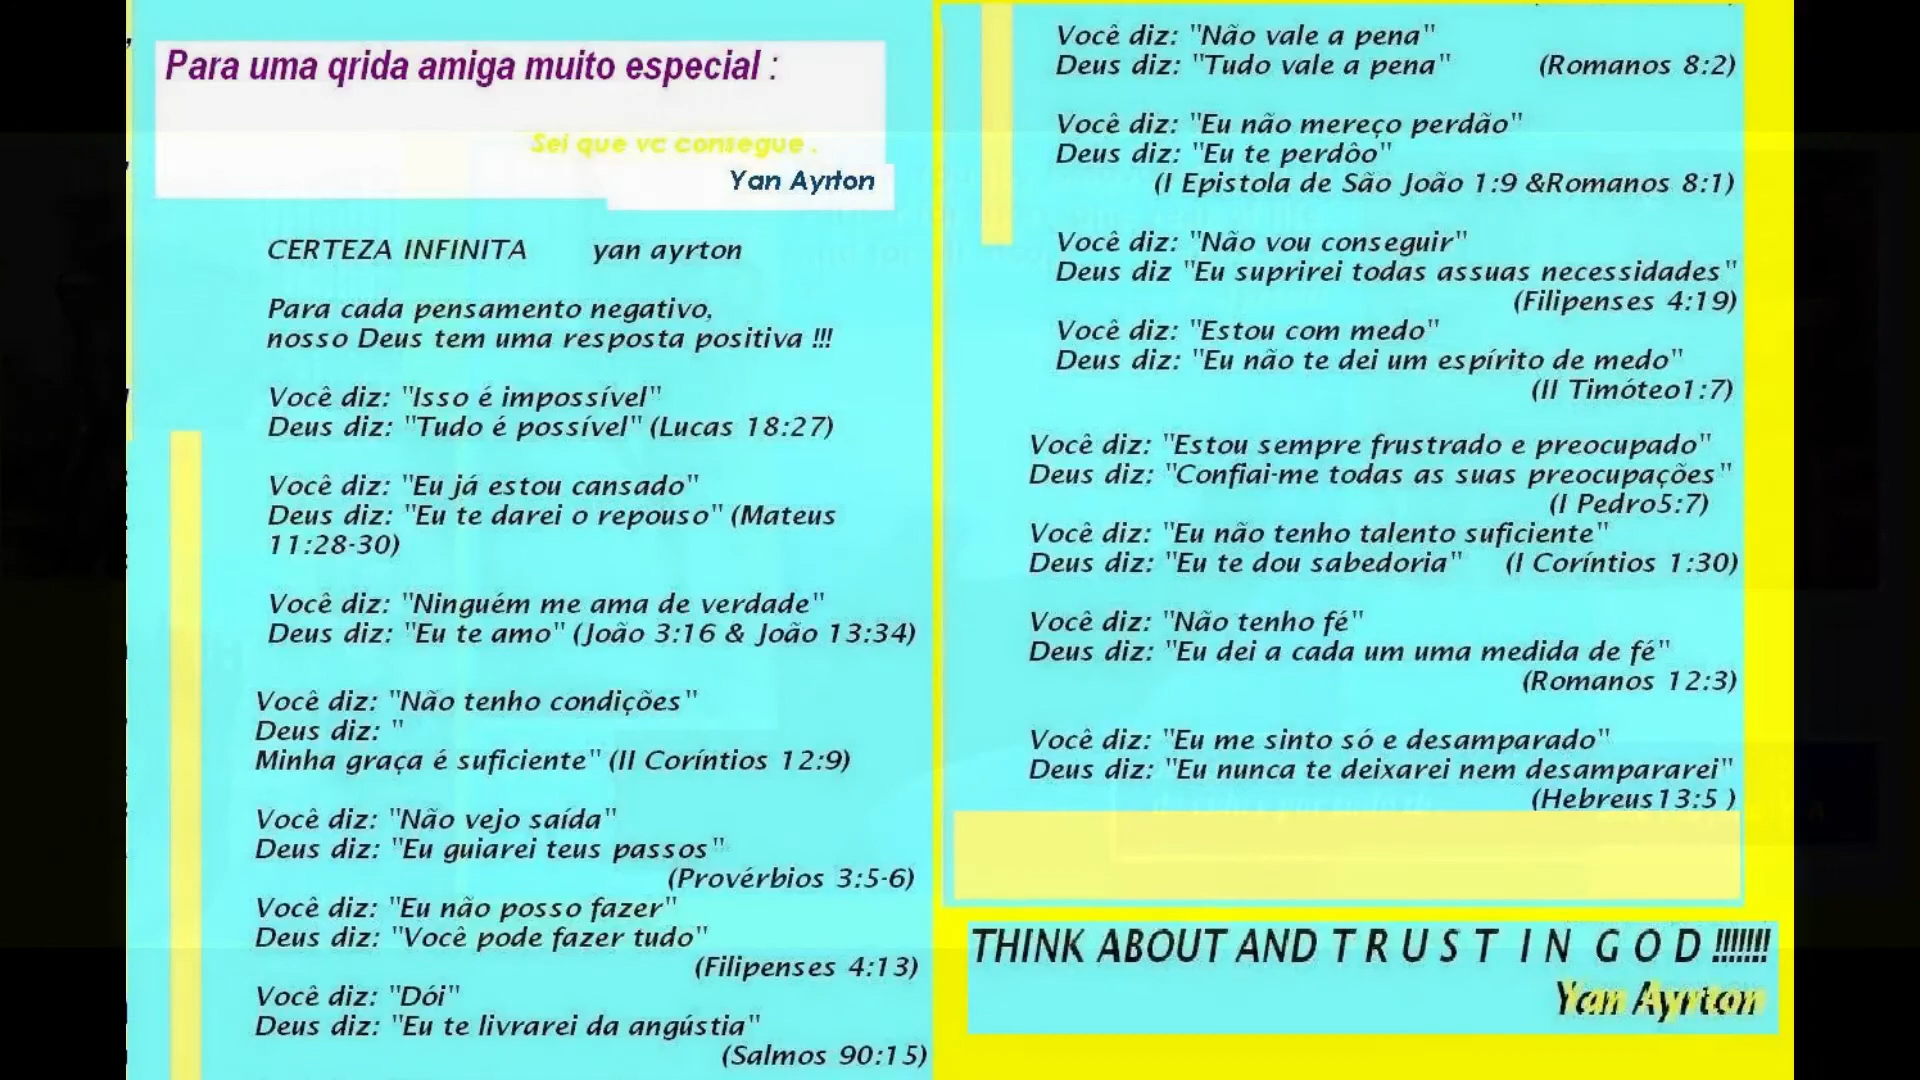 Para uma qrida amiga muito especial :
Sei que vc consegue .
Yan Ayrton
CERTEZA INFINITA yan ayrton
Para cada pensamento negativo,
nosso Deus tem uma resposta positiva !!!
Você diz: "Isso é impossível"
Deus diz: "Tudo é possível" (Lucas 18:27)
Você diz: "Eu já estou cansado"
Deus diz: "Eu te darei o repouso" (Mateus
11:28-30)
Você diz: "Ninguém me ama de verdade"
Deus diz: "Eu te amo" (João 3:16 & João 13:34)
Você diz: "Não tenho condições"
Deus diz: "
Minha graça é suficiente" (II Coríntios 12:9)
Você diz: "Não vejo saída"
Deus diz: "Eu guiarei teus passos"
(Provérbios 3:5-6)
Você diz: "Eu não posso fazer"
Deus diz: "Você pode fazer tudo"
(Filipenses 4:13)
Você diz: "Dói"
Deus diz: "Eu te livrarei da angústia"
(Salmos 90:15)
Você diz: "Não vale a pena"
Deus diz: "Tudo vale a pena" (Romanos 8:2)
Você diz: "Eu não mereço perdão"
Deus diz: "Eu te perdôo"
(I Epistola de São João 1:9 &Romanos 8:1)
Você diz: "Não vou conseguir"
Deus diz "Eu suprirei todas assuas necessidades"
(Filipenses 4:19)
Você diz: "Estou com medo"
Deus diz: "Eu não te dei um espírito de medo"
(II Timóteo1:7)
Você diz: "Estou sempre frustrado e preocupado"
Deus diz: "Confiai-me todas as suas preocupações"
(I Pedro5:7)
Você diz: "Eu não tenho talento suficiente"
Deus diz: "Eu te dou sabedoria" (I Coríntios 1:30)
Você diz: "Não tenho fé"
Deus diz: "Eu dei a cada um uma medida de fé"
(Romanos 12:3)
Você diz: "Eu me sinto só e desamparado"
Deus diz: "Eu nunca te deixarei nem desampararei"
(Hebreus13:5 )
THINK ABOUT AND T R U S T I N G O D !!!!!!!
Yan Ayrton